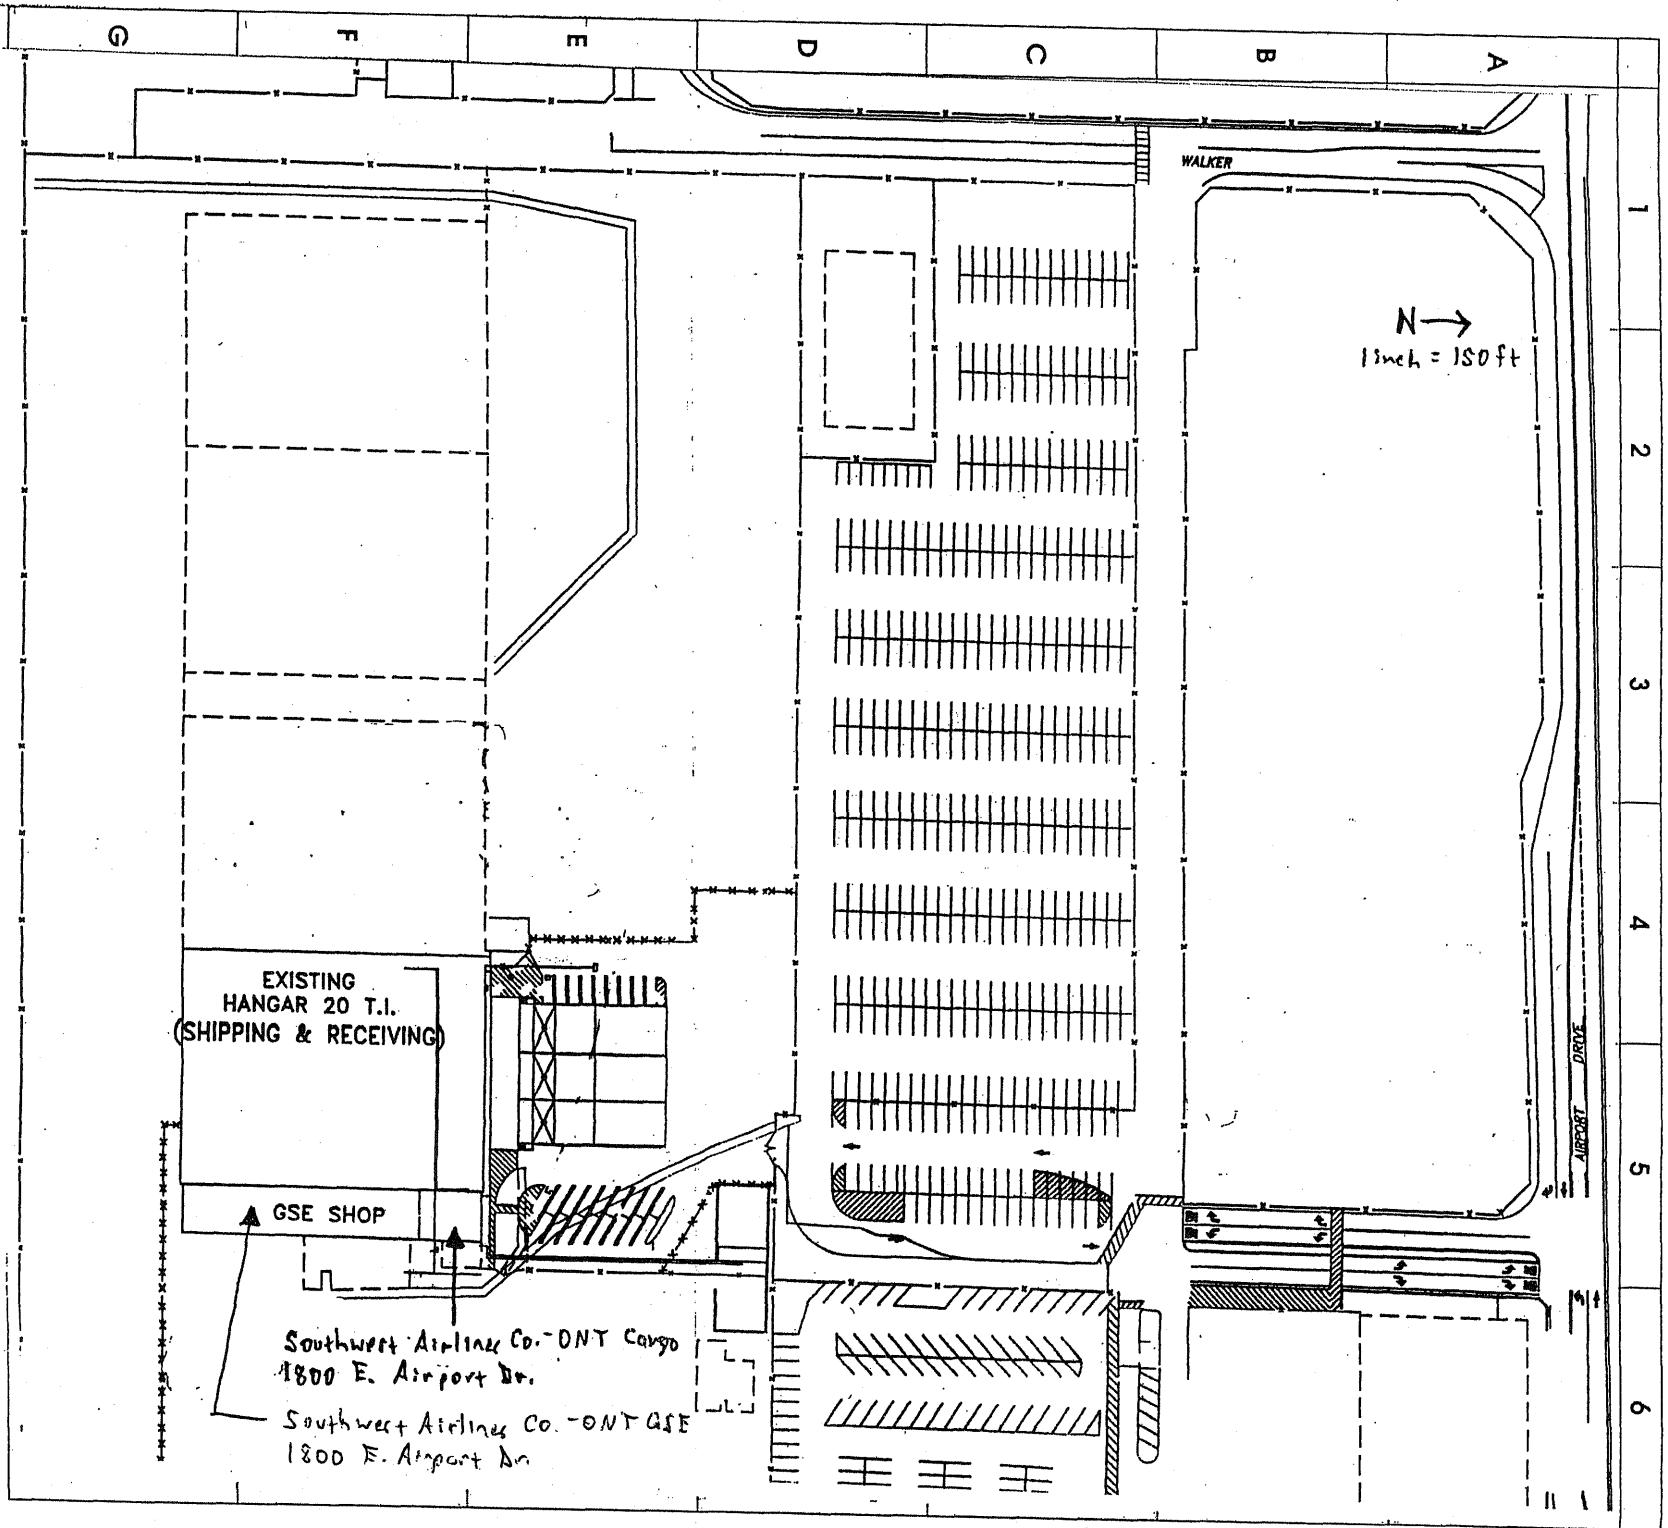 G F E D C B A
WALKER
1
N
1 inch = 150 ft
2
3
4
EXISTING
HANGAR 20 T.I.
(SHIPPING & RECEIVING)
AIRPORT DRIVE
5
GSE SHOP
Southwest Airlines Co.-ONT Cargo
1800 E. Airport Dr.
Southwest Airlines Co.-ONT GSE
1800 E. Airport Dr.
6